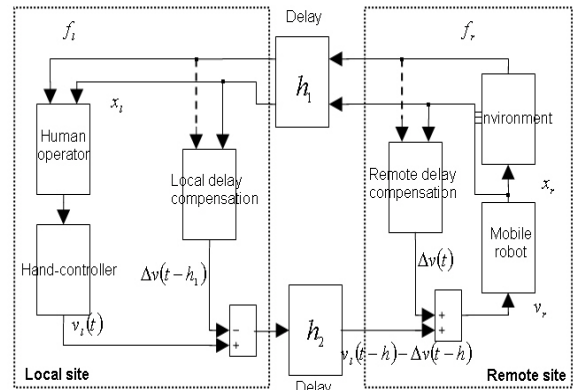 Delay
f_l
f_r
h_1
x_l
Human
operator
Local delay
compensation
Remote delay
compensation
Environment
x_r
Hand-controller
Δv(t−h_1)
Δv(t)
Mobile
robot
v_l(t)
−
+
h_2
+
+
v_r
v_l(t−h)−Δv(t−h)
Local site
Delay
Remote site